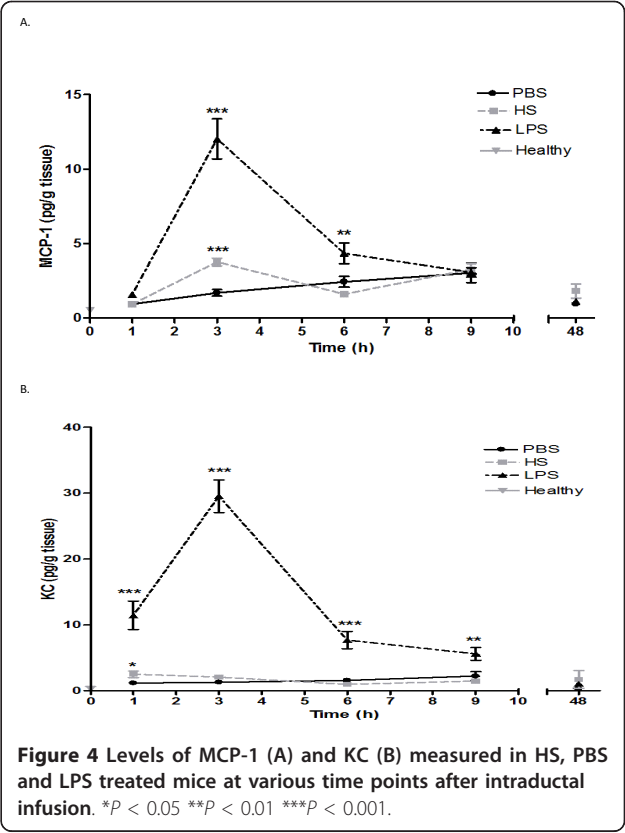 A.
15
10
5
0
MCP-1 (pg/g tissue)
***
***
**
PBS
HS
LPS
Healthy
0 1 2 3 4 5 6 7 8 9 10 48
Time (h)
B.
40
30
20
10
0
KC (pg/g tissue)
***
*
***
***
**
PBS
HS
LPS
Healthy
0 1 2 3 4 5 6 7 8 9 10 48
Time (h)
Figure 4 Levels of MCP-1 (A) and KC (B) measured in HS, PBS
and LPS treated mice at various time points after intraductal
infusion. *P < 0.05 **P < 0.01 ***P < 0.001.